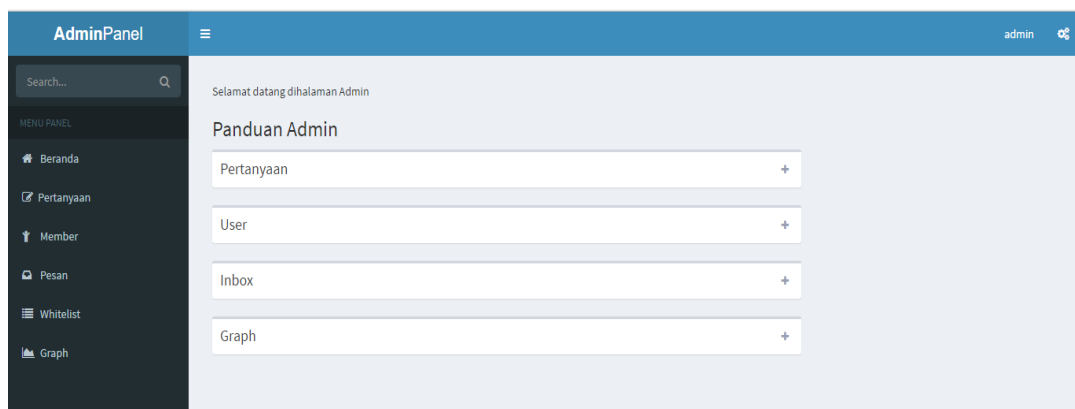 AdminPanel
admin
Search...
MENU PANEL
Beranda
Pertanyaan
Member
Pesan
Whitelist
Graph
Selamat datang dihalaman Admin
Panduan Admin
Pertanyaan
User
Inbox
Graph